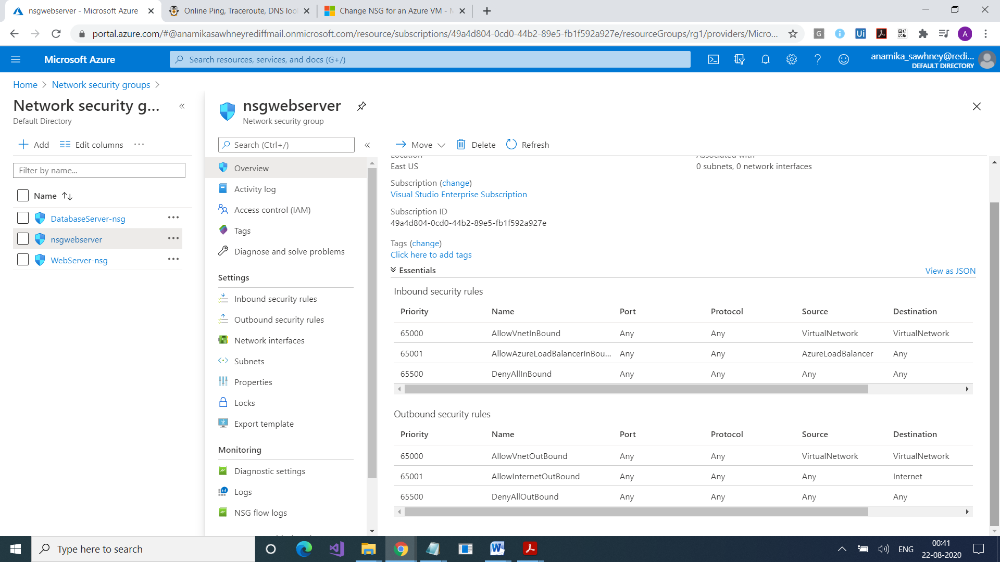 nsgwebserver - Microsoft Azure
Online Ping, Traceroute, DNS loo
Change NSG for an Azure VM - M
portal.azure.com/#@anamikasawhneyrediffmail.onmicrosoft.com/resource/subscriptions/49a4d804-0cd0-44b2-89e5-fb1f592a927e/resourceGroups/rg1/providers/Micro...
G
Ui
A
Microsoft Azure
Search resources, services, and docs (G+/)
anamika_sawhney@redi...
DEFAULT DIRECTORY
Home > Network security groups >
Network security g...
Default Directory
Add
Edit columns
Filter by name...
Name
DatabaseServer-nsg
nsgwebserver
WebServer-nsg
nsgwebserver
Network security group
Search (Ctrl+/)
Overview
Activity log
Access control (IAM)
Tags
Diagnose and solve problems
Settings
Inbound security rules
Outbound security rules
Network interfaces
Subnets
Properties
Locks
Export template
Monitoring
Diagnostic settings
Logs
NSG flow logs
Move
Delete
Refresh
Location
East US
Associated with
0 subnets, 0 network interfaces
Subscription (change)
Visual Studio Enterprise Subscription
Subscription ID
49a4d804-0cd0-44b2-89e5-fb1f592a927e
Tags (change)
Click here to add tags
Essentials
View as JSON
Inbound security rules
Priority Name Port Protocol Source Destination
65000 AllowVnetInBound Any Any VirtualNetwork VirtualNetwork
65001 AllowAzureLoadBalancerInBou... Any Any AzureLoadBalancer Any
65500 DenyAllInBound Any Any Any Any
Outbound security rules
Priority Name Port Protocol Source Destination
65000 AllowVnetOutBound Any Any VirtualNetwork VirtualNetwork
65001 AllowInternetOutBound Any Any Any Internet
65500 DenyAllOutBound Any Any Any Any
Type here to search
ENG
00:41
22-08-2020